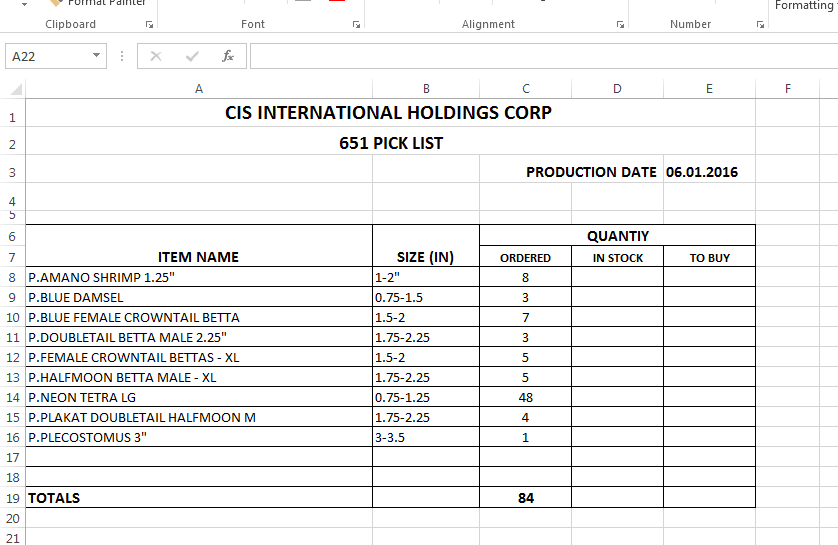 Format Painter
Formatting
Clipboard Font Alignment Number
A22 fx
A B C D E F
1 CIS INTERNATIONAL HOLDINGS CORP
2 651 PICK LIST
3 PRODUCTION DATE 06.01.2016
4
5
6 QUANTIY
7 ITEM NAME SIZE (IN) ORDERED IN STOCK TO BUY
8 P.AMANO SHRIMP 1.25" 1-2" 8
9 P.BLUE DAMSEL 0.75-1.5 3
10 P.BLUE FEMALE CROWNTAIL BETTA 1.5-2 7
11 P.DOUBLETAIL BETTA MALE 2.25" 1.75-2.25 3
12 P.FEMALE CROWNTAIL BETTAS - XL 1.5-2 5
13 P.HALFMOON BETTA MALE - XL 1.75-2.25 5
14 P.NEON TETRA LG 0.75-1.25 48
15 P.PLAKAT DOUBLETAIL HALFMOON M 1.75-2.25 4
16 P.PLECOSTOMUS 3" 3-3.5 1
17
18
19 TOTALS 84
20
21